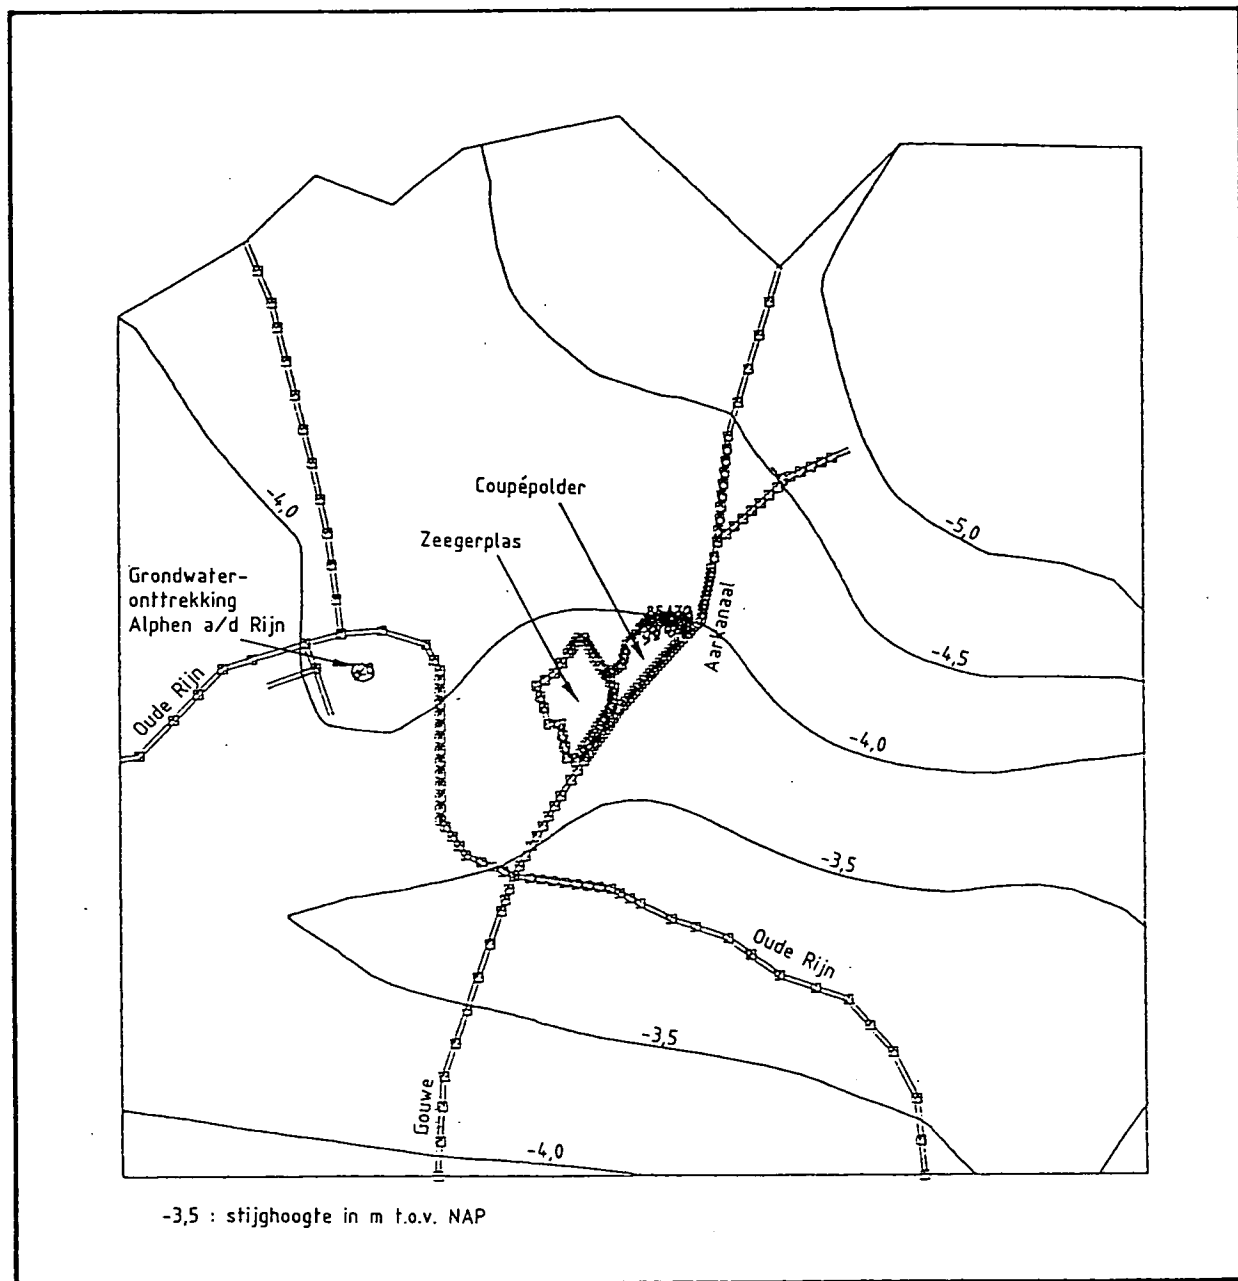 -4,0
Coupépolder
Zeegerplas
-5,0
Grondwater-
onttrekking
Alphen a/d Rijn
Aarkanaal
-4,5
Oude Rijn
-4,0
-3,5
Oude Rijn
-3,5
Gouwe
-4,0
-3,5 : stijghoogte in m t.o.v. NAP